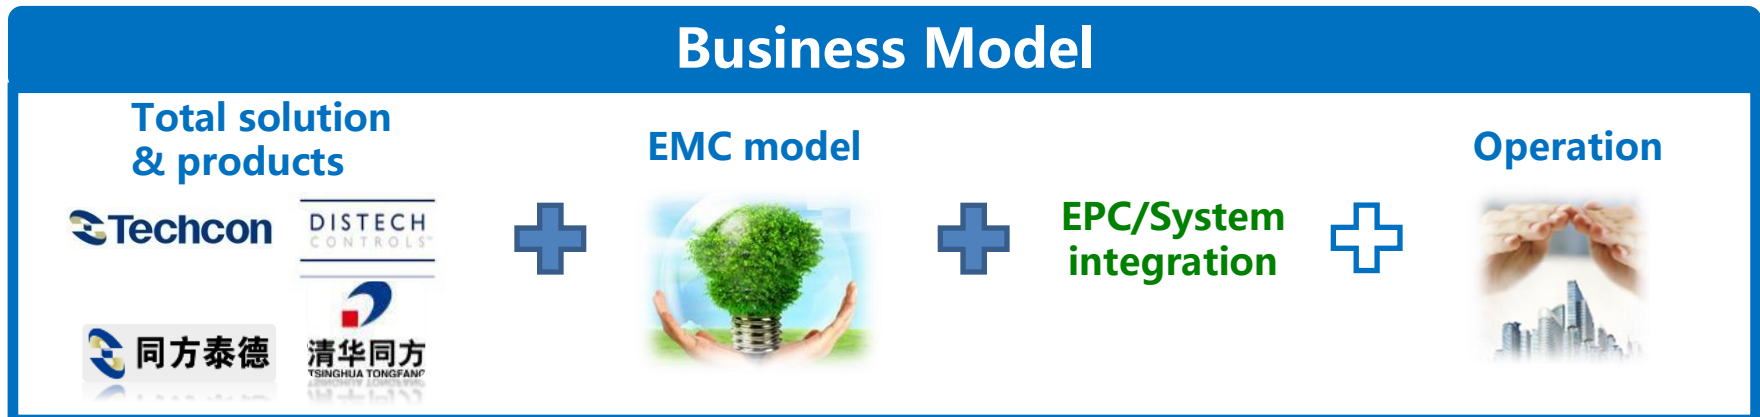 Business Model
Total solution
& products
EMC model
EPC/System
integration
Operation
Techcon
DISTECH
CONTROLS™
同方泰德
清华同方
TSINGHUA TONGFANG